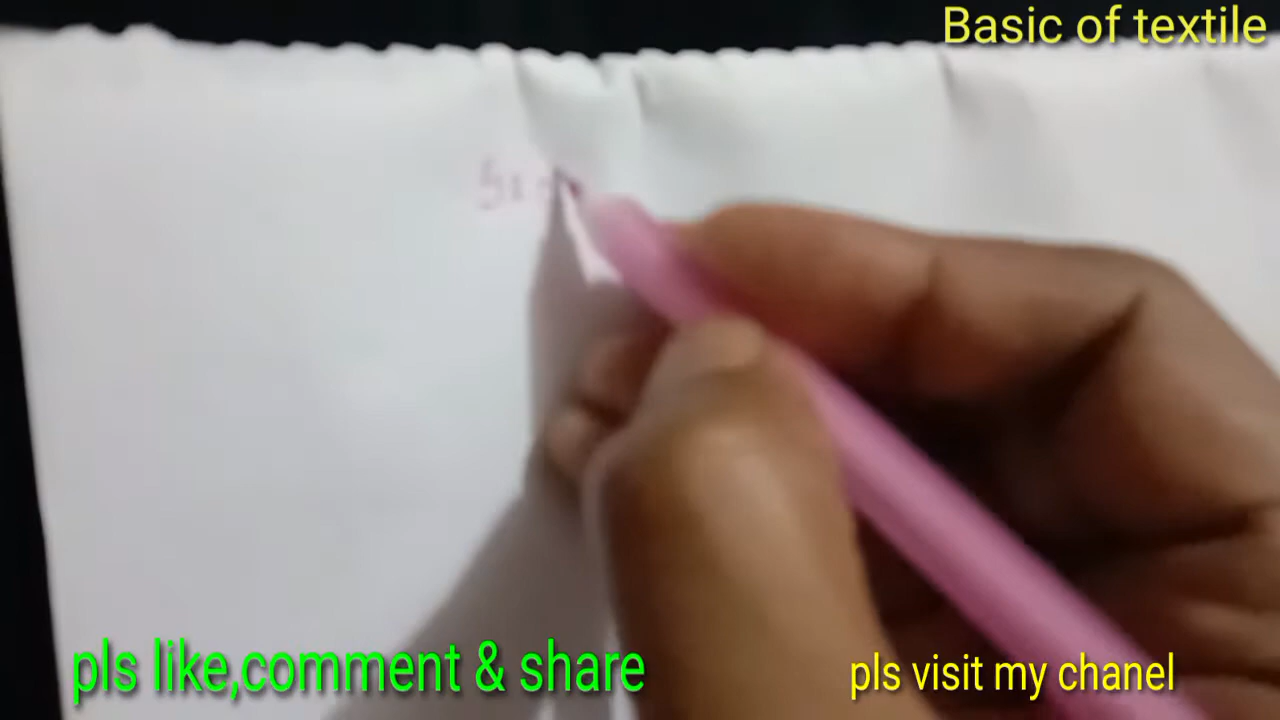 Basic of textile
pls like,comment & share
pls visit my chanel